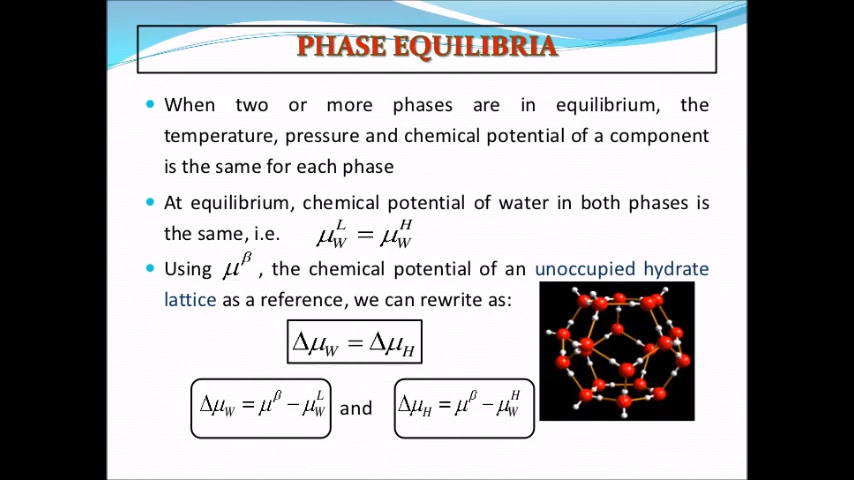 PHASE EQUILIBRIA
• When two or more phases are in equilibrium, the
temperature, pressure and chemical potential of a component
is the same for each phase
• At equilibrium, chemical potential of water in both phases is
the same, i.e. μ_W^L = μ_W^H
• Using μ^β , the chemical potential of an unoccupied hydrate
lattice as a reference, we can rewrite as:
Δμ_W = Δμ_H
Δμ_W = μ^β − μ_W^L and Δμ_H = μ^β − μ_W^H